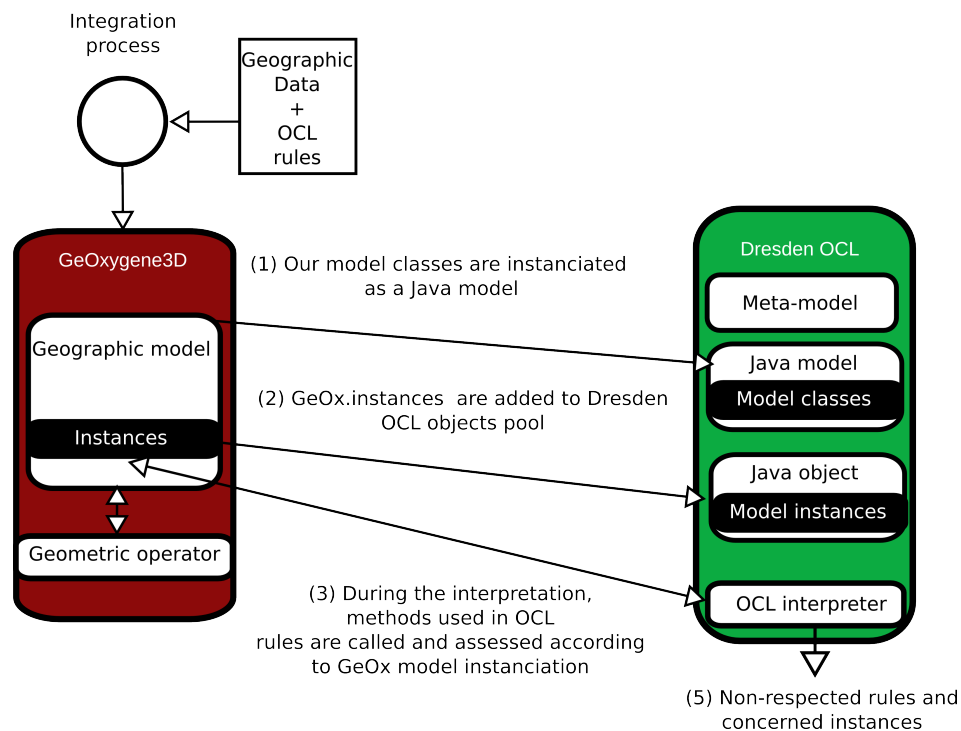 Integration
process
Geographic
Data
+
OCL
rules
GeOxygene3D
Geographic model
Instances
Geometric operator
(1) Our model classes are instanciated
as a Java model
(2) GeOx.instances  are added to Dresden
OCL objects pool
(3) During the interpretation,
methods used in OCL
rules are called and assessed according
to GeOx model instanciation
Dresden OCL
Meta-model
Java model
Model classes
Java object
Model instances
OCL interpreter
(5) Non-respected rules and
concerned instances